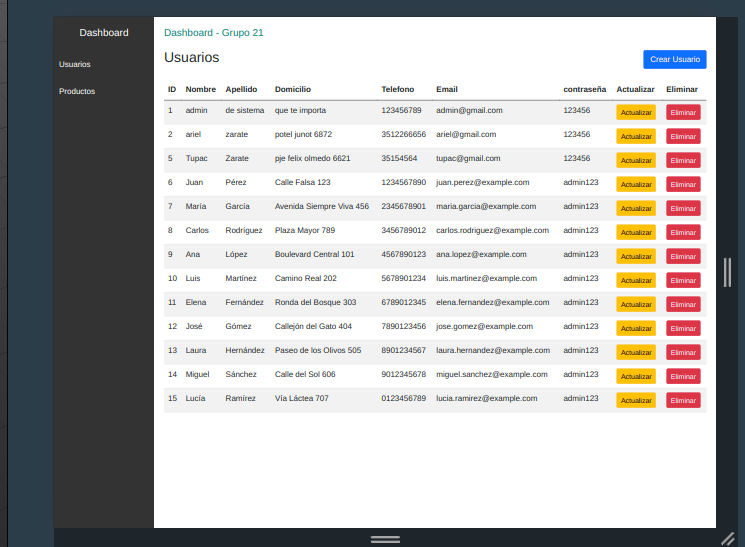 Dashboard
Usuarios
Productos
Dashboard - Grupo 21
Usuarios
Crear Usuario
ID Nombre Apellido Domicilio Telefono Email contraseña Actualizar Eliminar
1 admin de sistema que te importa 123456789 admin@gmail.com 123456 Actualizar Eliminar
2 ariel zarate potel junot 6872 3512266656 ariel@gmail.com 123456 Actualizar Eliminar
5 Tupac Zarate pje felix olmedo 6621 35154564 tupac@gmail.com 123456 Actualizar Eliminar
6 Juan Pérez Calle Falsa 123 1234567890 juan.perez@example.com admin123 Actualizar Eliminar
7 María García Avenida Siempre Viva 456 2345678901 maria.garcia@example.com admin123 Actualizar Eliminar
8 Carlos Rodríguez Plaza Mayor 789 3456789012 carlos.rodriguez@example.com admin123 Actualizar Eliminar
9 Ana López Boulevard Central 101 4567890123 ana.lopez@example.com admin123 Actualizar Eliminar
10 Luis Martínez Camino Real 202 5678901234 luis.martinez@example.com admin123 Actualizar Eliminar
11 Elena Fernández Ronda del Bosque 303 6789012345 elena.fernandez@example.com admin123 Actualizar Eliminar
12 José Gómez Callejón del Gato 404 7890123456 jose.gomez@example.com admin123 Actualizar Eliminar
13 Laura Hernández Paseo de los Olivos 505 8901234567 laura.hernandez@example.com admin123 Actualizar Eliminar
14 Miguel Sánchez Calle del Sol 606 9012345678 miguel.sanchez@example.com admin123 Actualizar Eliminar
15 Lucía Ramírez Vía Láctea 707 0123456789 lucia.ramirez@example.com admin123 Actualizar Eliminar